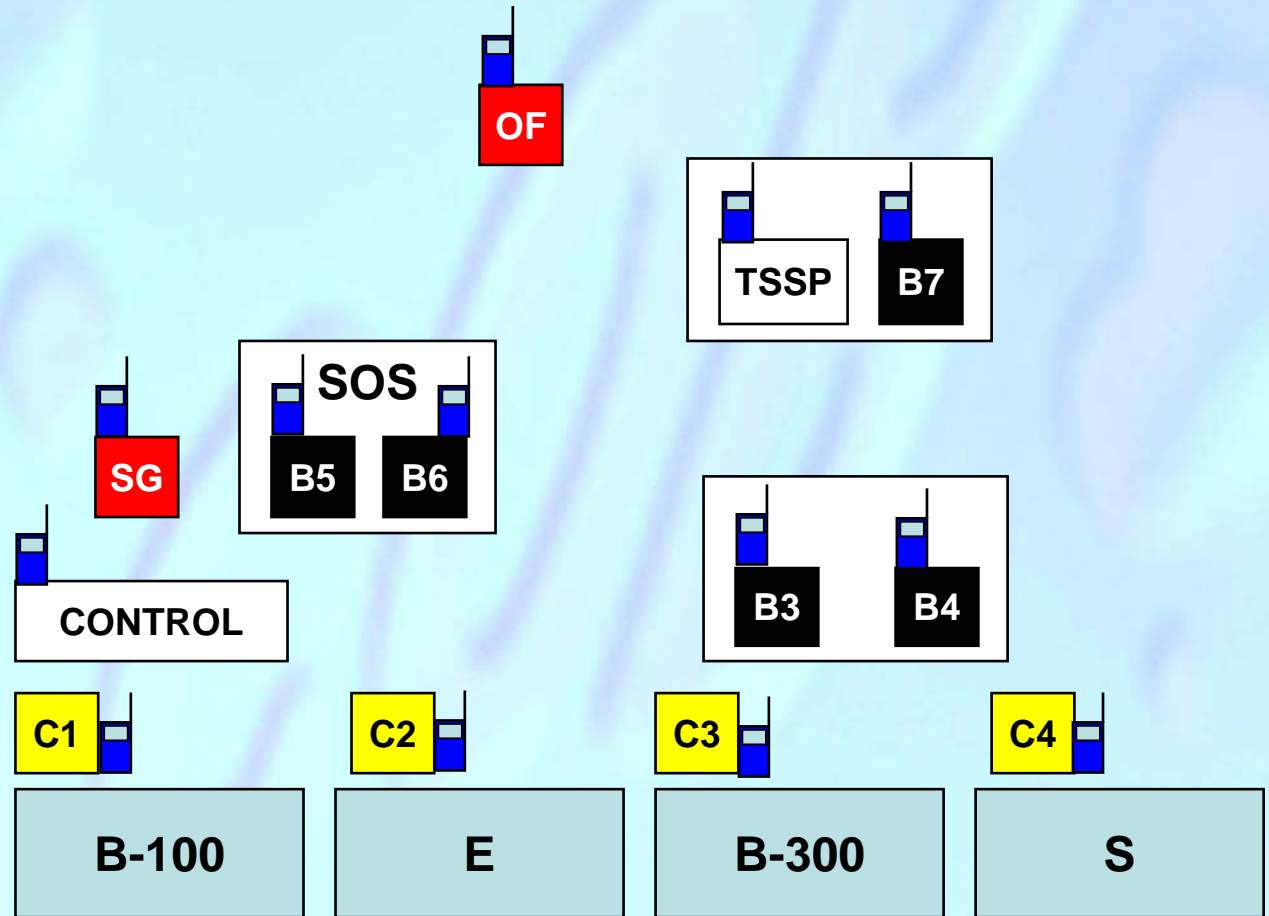 OF
TSSP B7
SOS
SG B5 B6
B3 B4
CONTROL
C1 C2 C3 C4
B-100 E B-300 S